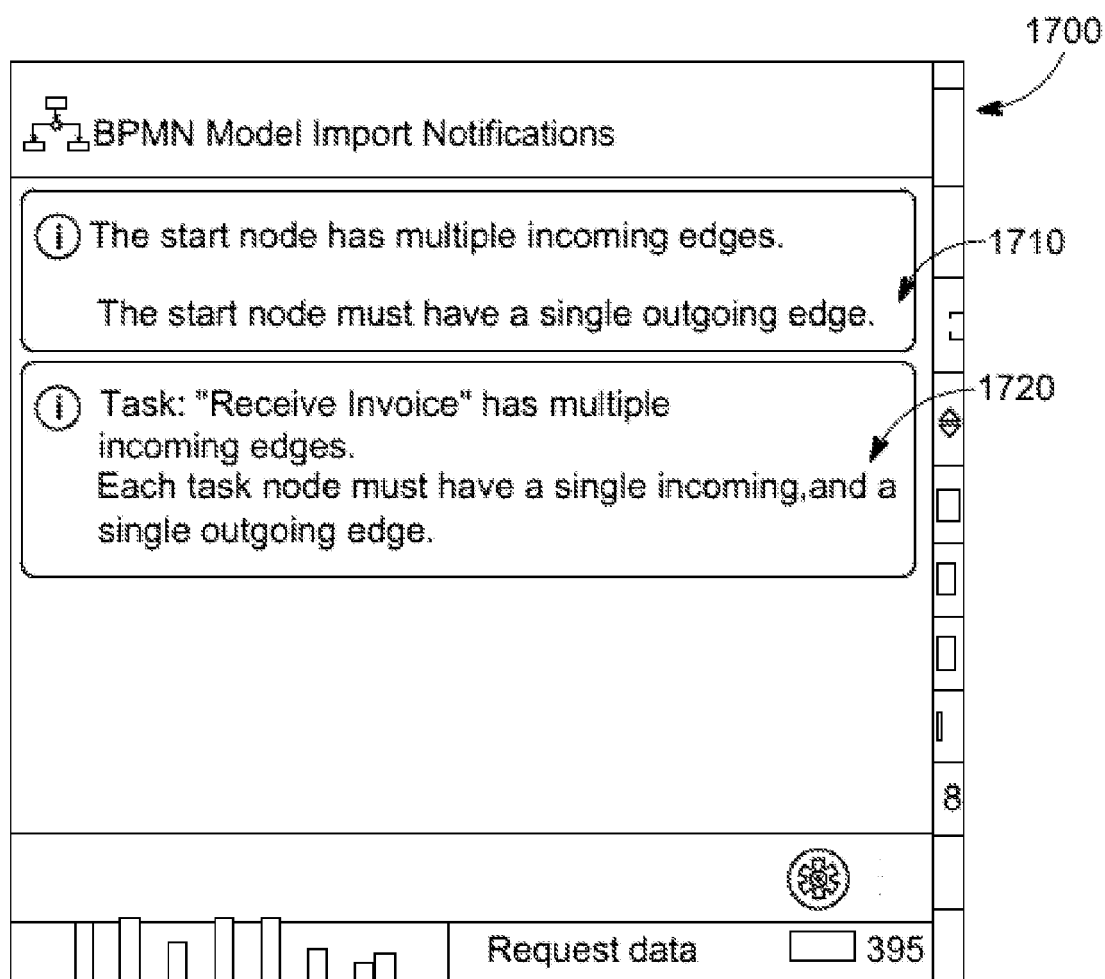 1700
BPMN Model Import Notifications
The start node has multiple incoming edges.
1710
The start node must have a single outgoing edge.
Task: "Receive Invoice" has multiple
1720
incoming edges.
Each task node must have a single incoming,and a
single outgoing edge.
Request data 395